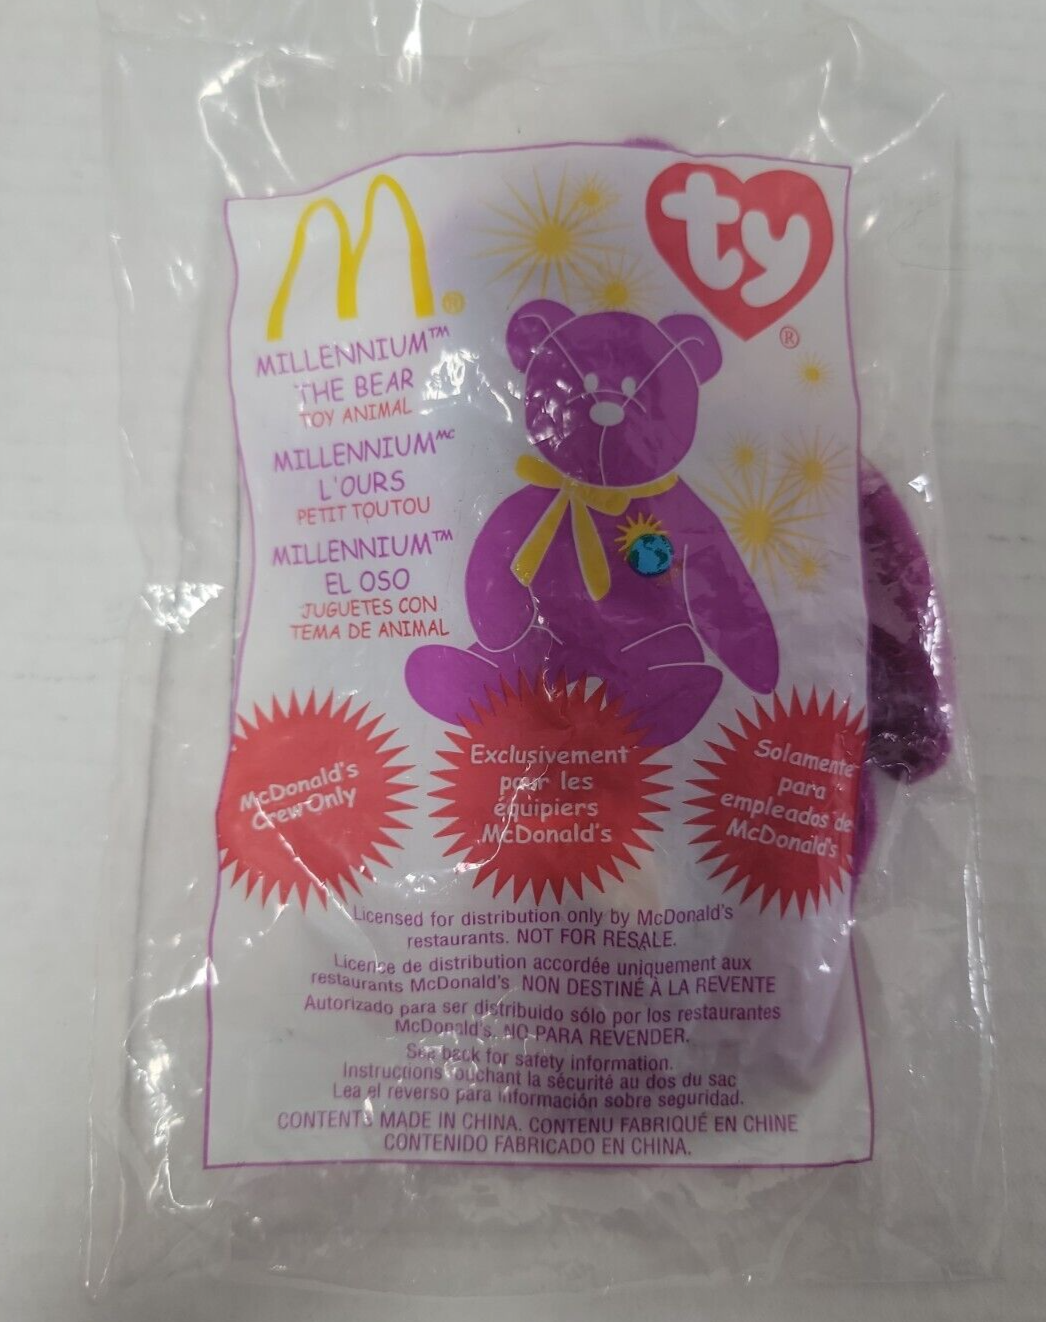 M®
ty®
MILLENNIUM™
THE BEAR
TOY ANIMAL
MILLENNIUMᴹᶜ
L'OURS
PETIT TOUTOU
MILLENNIUM™
EL OSO
JUGUETES CON
TEMA DE ANIMAL
McDonald's
Crew Only
Exclusivement
pour les
équipiers
McDonald's
Solamente
para
empleados de
McDonald's
Licensed for distribution only by McDonald's
restaurants. NOT FOR RESALE.
Licence de distribution accordée uniquement aux
restaurants McDonald's. NON DESTINÉ À LA REVENTE
Autorizado para ser distribuido sólo por los restaurantes
McDonald's. NO PARA REVENDER.
See back for safety information.
Instructions touchant la sécurité au dos du sac
Lea el reverso para información sobre seguridad.
CONTENTS MADE IN CHINA. CONTENU FABRIQUÉ EN CHINE
CONTENIDO FABRICADO EN CHINA.